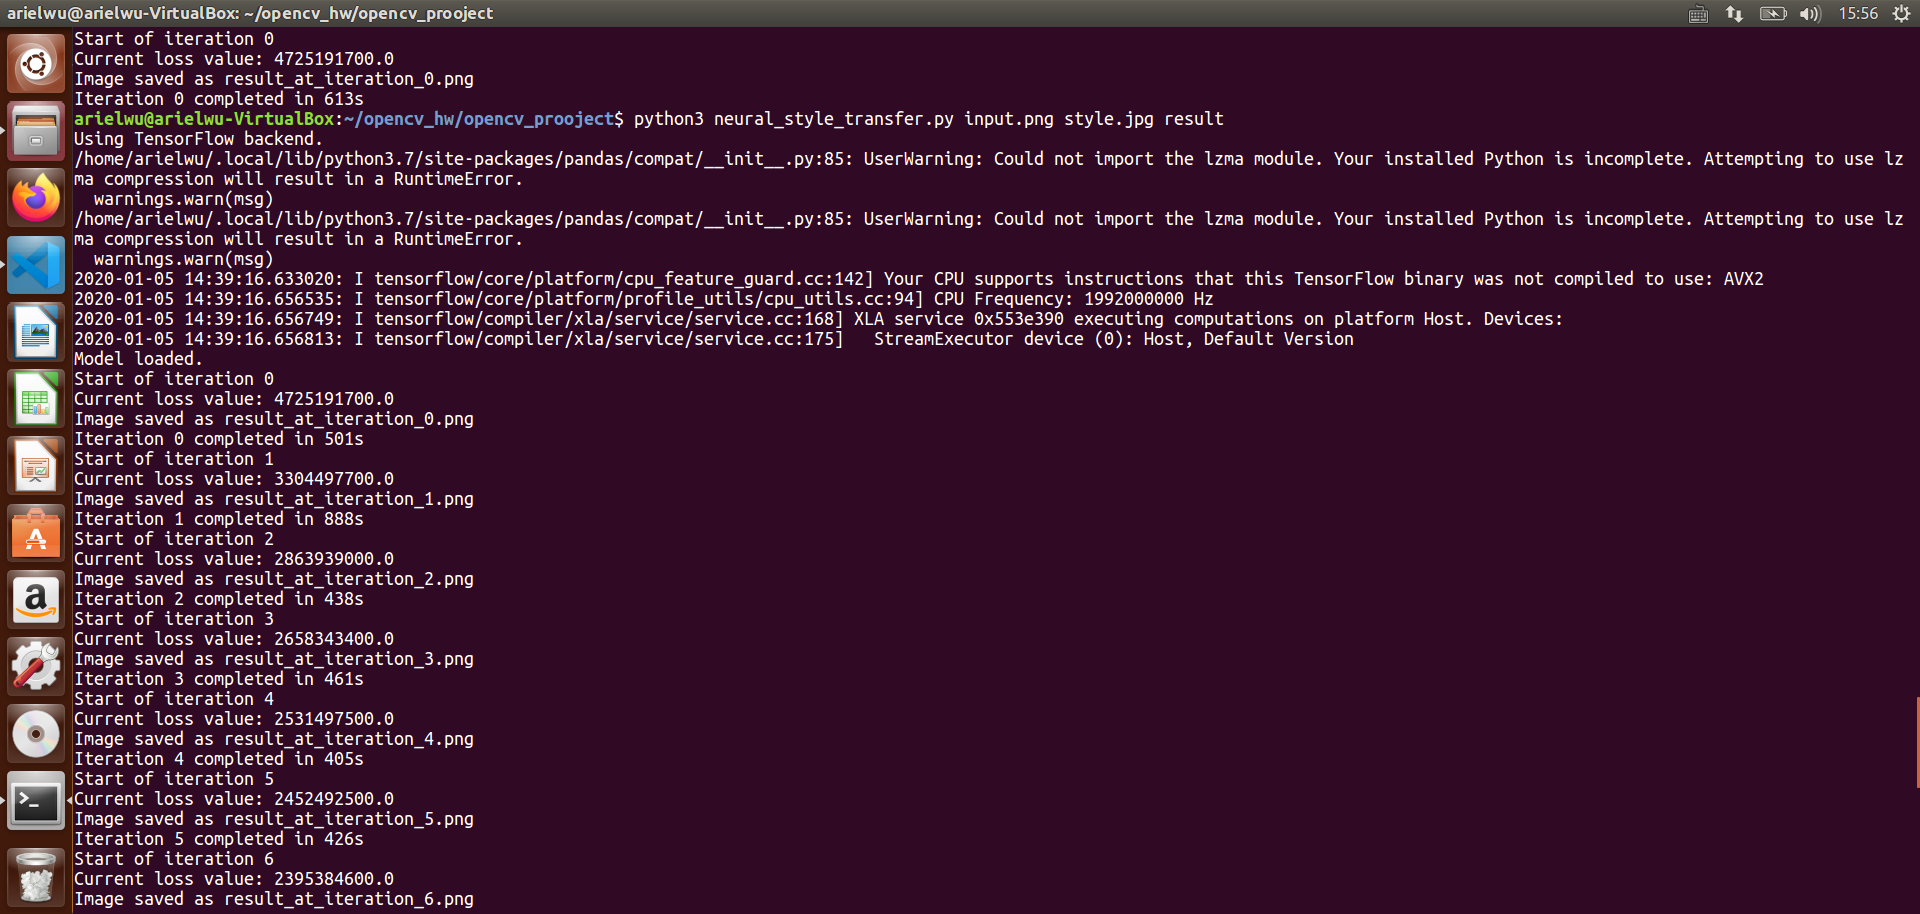 arielwu@arielwu-VirtualBox: ~/opencv_hw/opencv_prooject
15:56
Start of iteration 0
Current loss value: 4725191700.0
Image saved as result_at_iteration_0.png
Iteration 0 completed in 613s
arielwu@arielwu-VirtualBox:~/opencv_hw/opencv_prooject$ python3 neural_style_transfer.py input.png style.jpg result
Using TensorFlow backend.
/home/arielwu/.local/lib/python3.7/site-packages/pandas/compat/__init__.py:85: UserWarning: Could not import the lzma module. Your installed Python is incomplete. Attempting to use lz
ma compression will result in a RuntimeError.
  warnings.warn(msg)
/home/arielwu/.local/lib/python3.7/site-packages/pandas/compat/__init__.py:85: UserWarning: Could not import the lzma module. Your installed Python is incomplete. Attempting to use lz
ma compression will result in a RuntimeError.
  warnings.warn(msg)
2020-01-05 14:39:16.633020: I tensorflow/core/platform/cpu_feature_guard.cc:142] Your CPU supports instructions that this TensorFlow binary was not compiled to use: AVX2
2020-01-05 14:39:16.656535: I tensorflow/core/platform/profile_utils/cpu_utils.cc:94] CPU Frequency: 1992000000 Hz
2020-01-05 14:39:16.656749: I tensorflow/compiler/xla/service/service.cc:168] XLA service 0x553e390 executing computations on platform Host. Devices:
2020-01-05 14:39:16.656813: I tensorflow/compiler/xla/service/service.cc:175]   StreamExecutor device (0): Host, Default Version
Model loaded.
Start of iteration 0
Current loss value: 4725191700.0
Image saved as result_at_iteration_0.png
Iteration 0 completed in 501s
Start of iteration 1
Current loss value: 3304497700.0
Image saved as result_at_iteration_1.png
Iteration 1 completed in 888s
Start of iteration 2
Current loss value: 2863939000.0
Image saved as result_at_iteration_2.png
Iteration 2 completed in 438s
Start of iteration 3
Current loss value: 2658343400.0
Image saved as result_at_iteration_3.png
Iteration 3 completed in 461s
Start of iteration 4
Current loss value: 2531497500.0
Image saved as result_at_iteration_4.png
Iteration 4 completed in 405s
Start of iteration 5
Current loss value: 2452492500.0
Image saved as result_at_iteration_5.png
Iteration 5 completed in 426s
Start of iteration 6
Current loss value: 2395384600.0
Image saved as result_at_iteration_6.png